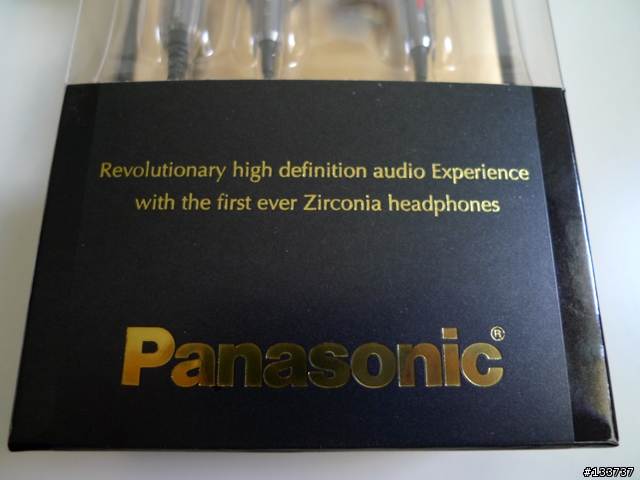 Revolutionary high definition audio Experience
with the first ever Zirconia headphones
Panasonic®
#133737